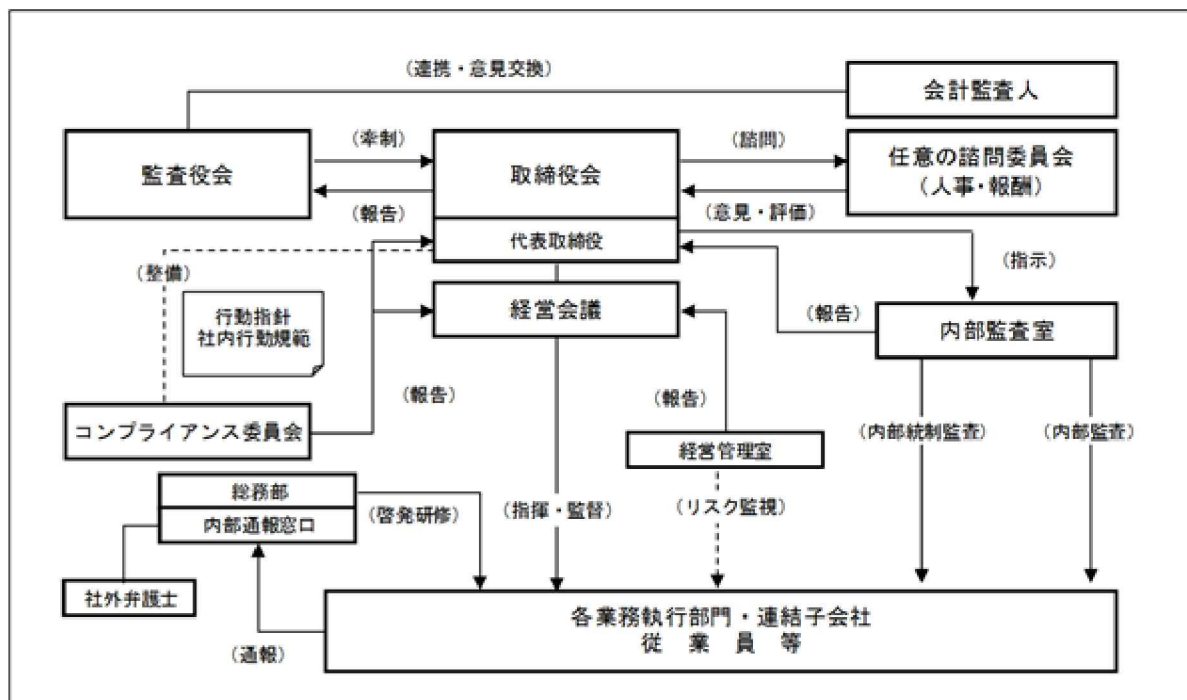 （連携・意見交換）
会計監査人
監査役会
（牽制）
取締役会
（諮問）
任意の諮問委員会
（人事・報酬）
（報告）
（意見・評価）
代表取締役
（整備）
（指示）
行動指針
社内行動規範
経営会議
（報告）
内部監査室
（報告）
（報告）
コンプライアンス委員会
経営管理室
（内部統制監査）
（内部監査）
総務部
内部通報窓口
（啓発研修）
（指揮・監督）
（リスク監視）
社外弁護士
各業務執行部門・連結子会社
従業員等
（通報）